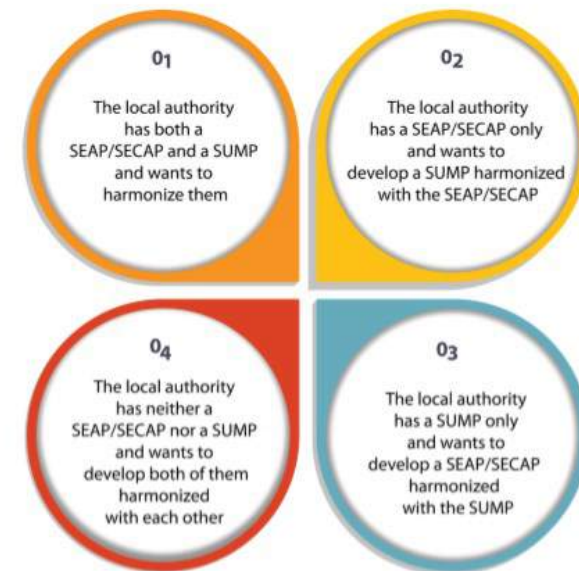 01
The local authority
has both a
SEAP/SECAP and a SUMP
and wants to
harmonize them
02
The local authority
has a SEAP/SECAP only
and wants to
develop a SUMP harmonized
with the SEAP/SECAP
04
The local authority
has neither a
SEAP/SECAP nor a SUMP
and wants to
develop both of them
harmonized
with each other
03
The local authority
has a SUMP only
and wants to
develop a SEAP/SECAP
harmonized
with the SUMP